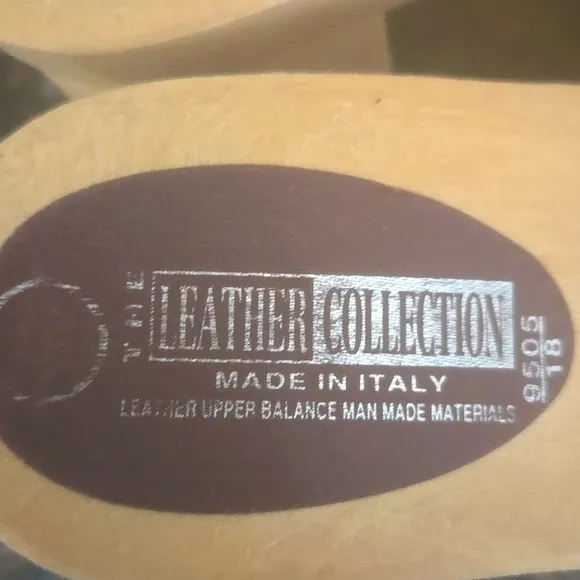 THE
LEATHER COLLECTION
MADE IN ITALY
LEATHER UPPER BALANCE MAN MADE MATERIALS
9505
18